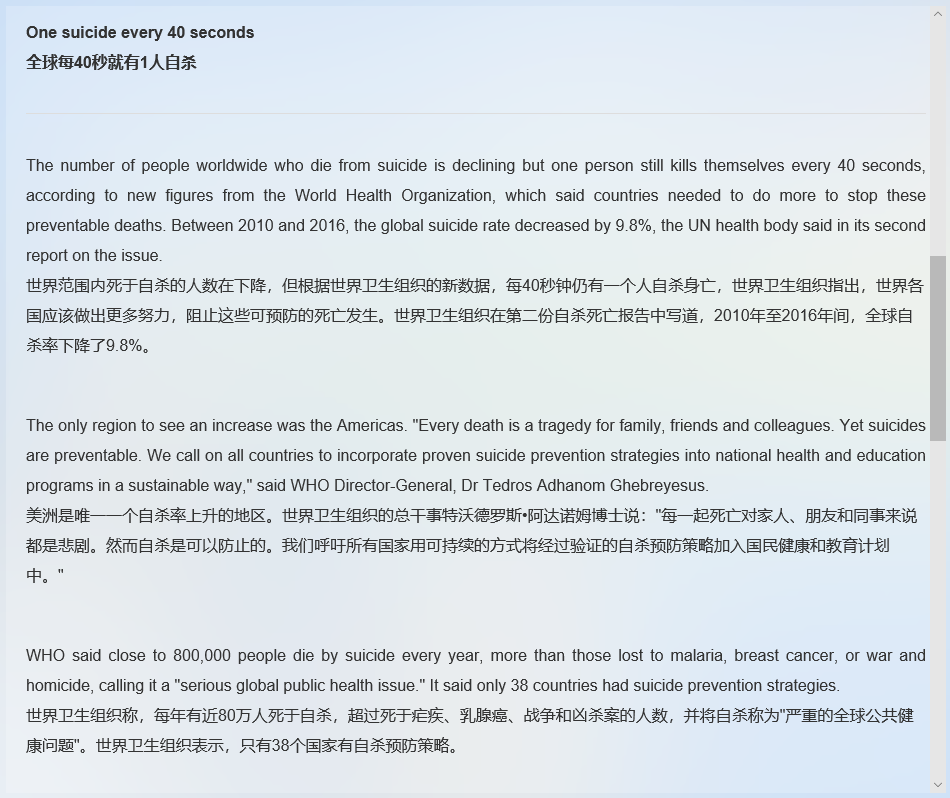 One suicide every 40 seconds
全球每40秒就有1人自杀
The number of people worldwide who die from suicide is declining but one person still kills themselves every 40 seconds,
according to new figures from the World Health Organization, which said countries needed to do more to stop these
preventable deaths. Between 2010 and 2016, the global suicide rate decreased by 9.8%, the UN health body said in its second
report on the issue.
世界范围内死于自杀的人数在下降，但根据世界卫生组织的新数据，每40秒钟仍有一个人自杀身亡，世界卫生组织指出，世界各
国应该做出更多努力，阻止这些可预防的死亡发生。世界卫生组织在第二份自杀死亡报告中写道，2010年至2016年间，全球自
杀率下降了9.8%。
The only region to see an increase was the Americas. "Every death is a tragedy for family, friends and colleagues. Yet suicides
are preventable. We call on all countries to incorporate proven suicide prevention strategies into national health and education
programs in a sustainable way," said WHO Director-General, Dr Tedros Adhanom Ghebreyesus.
美洲是唯一一个自杀率上升的地区。世界卫生组织的总干事特沃德罗斯•阿达诺姆博士说："每一起死亡对家人、朋友和同事来说
都是悲剧。然而自杀是可以防止的。我们呼吁所有国家用可持续的方式将经过验证的自杀预防策略加入国民健康和教育计划
中。"
WHO said close to 800,000 people die by suicide every year, more than those lost to malaria, breast cancer, or war and
homicide, calling it a "serious global public health issue." It said only 38 countries had suicide prevention strategies.
世界卫生组织称，每年有近80万人死于自杀，超过死于疟疾、乳腺癌、战争和凶杀案的人数，并将自杀称为"严重的全球公共健
康问题"。世界卫生组织表示，只有38个国家有自杀预防策略。